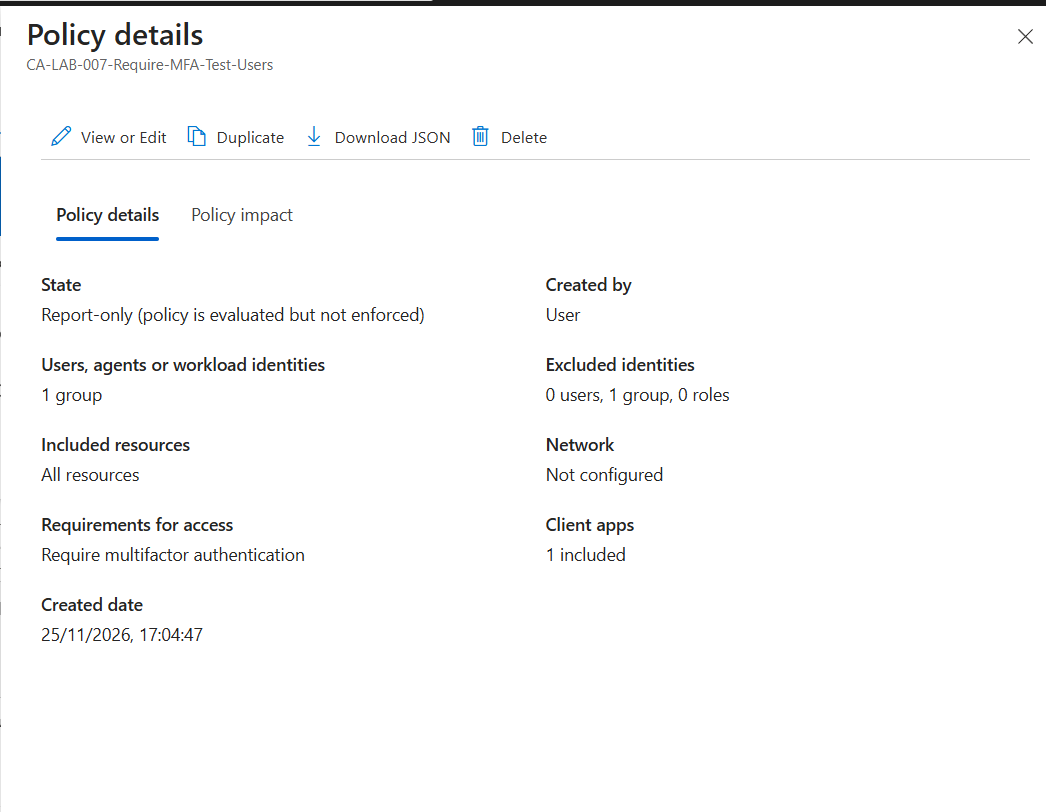 Policy details
CA-LAB-007-Require-MFA-Test-Users
View or Edit
Duplicate
Download JSON
Delete
Policy details
Policy impact
State
Report-only (policy is evaluated but not enforced)
Created by
User
Users, agents or workload identities
1 group
Excluded identities
0 users, 1 group, 0 roles
Included resources
All resources
Network
Not configured
Requirements for access
Require multifactor authentication
Client apps
1 included
Created date
25/11/2026, 17:04:47